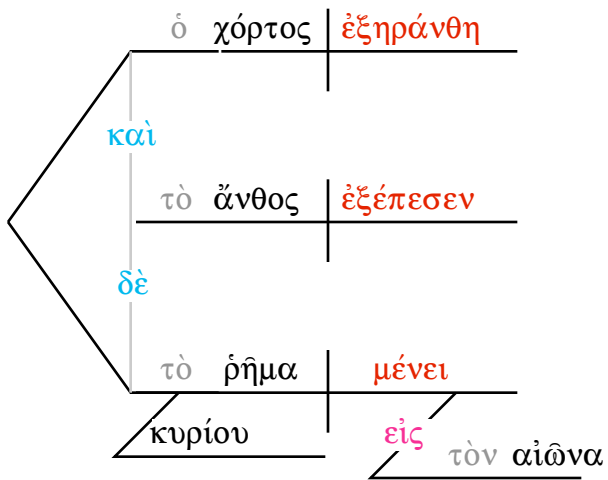 ὁ χόρτος ἐξηράνθη
καὶ
τὸ ἄνθος ἐξέπεσεν
δὲ
τὸ ῥῆμα μένει
κυρίου εἰς
τὸν αἰῶνα